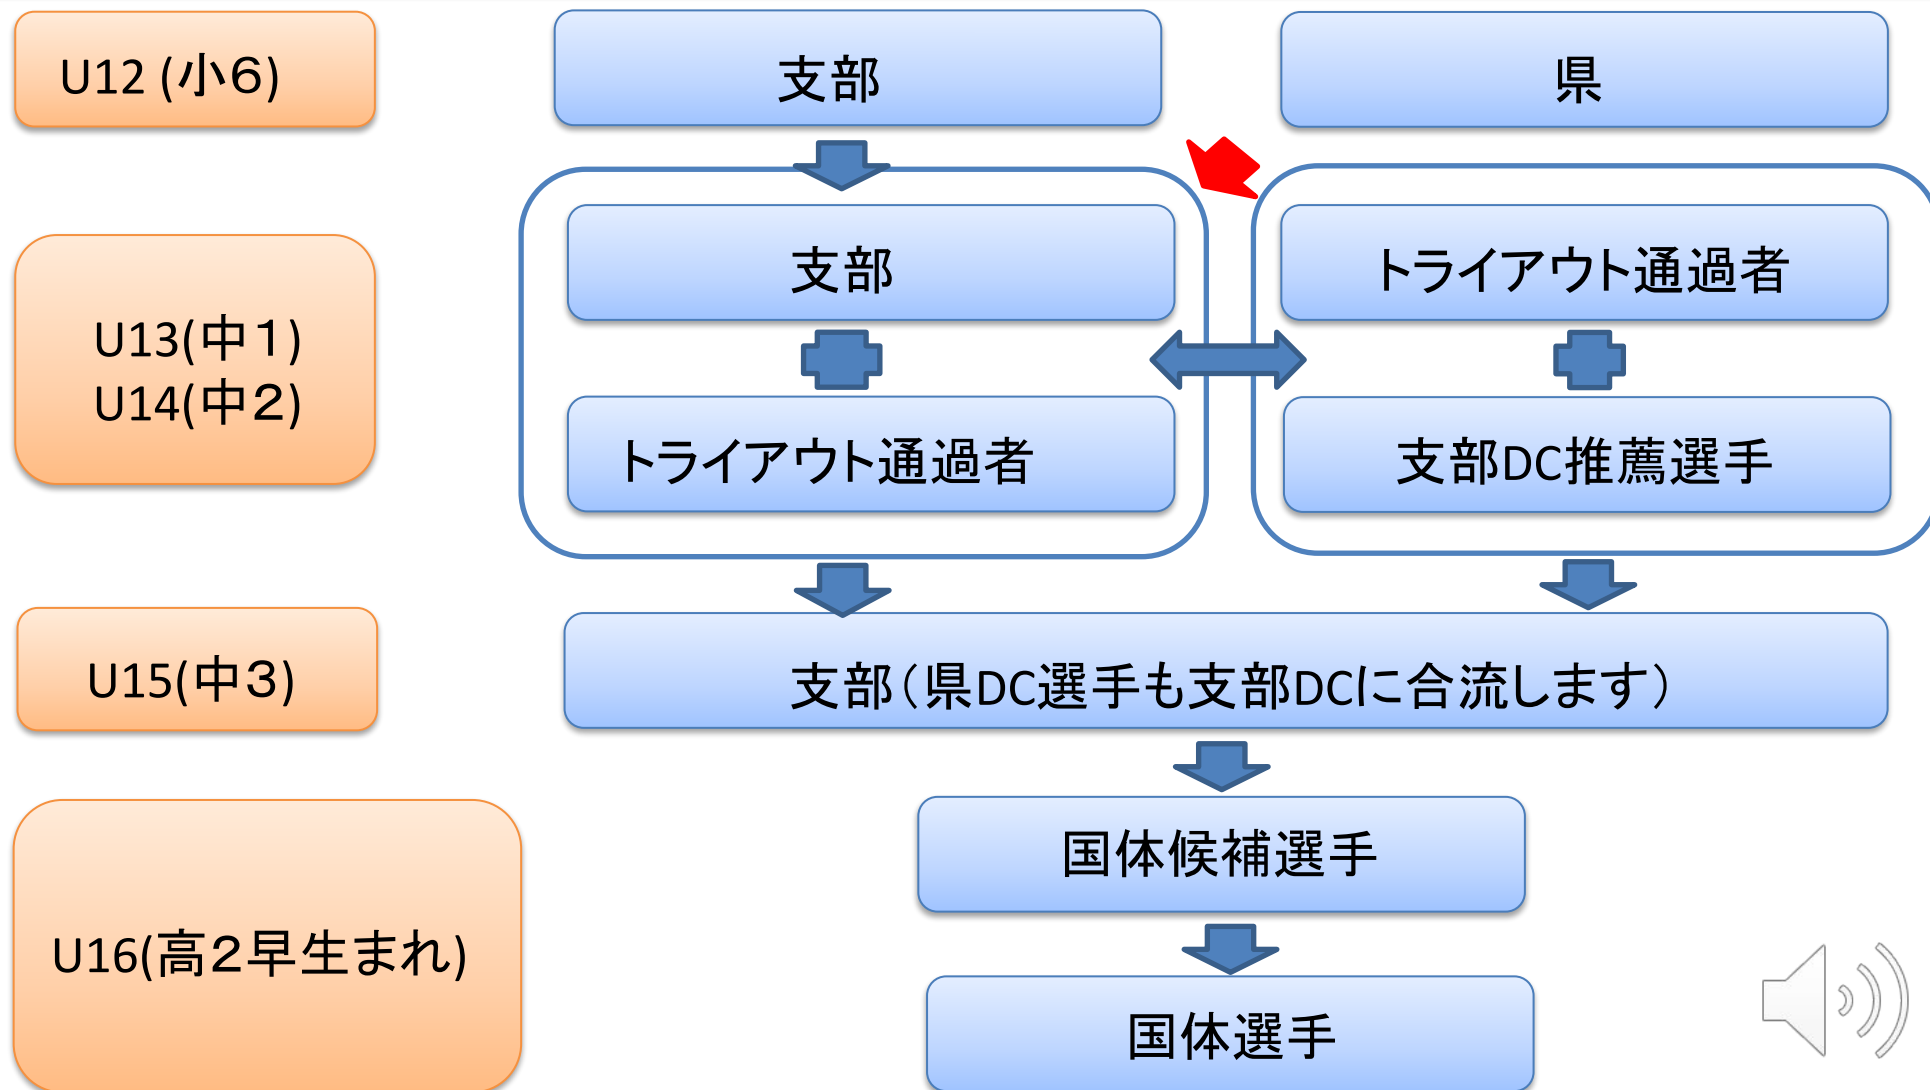 U12 (小６)
支部
県
支部
トライアウト通過者
U13(中１)
U14(中２)
トライアウト通過者
支部DC推薦選手
U15(中３)
支部（県DC選手も支部DCに合流します）
国体候補選手
U16(高２早生まれ)
国体選手